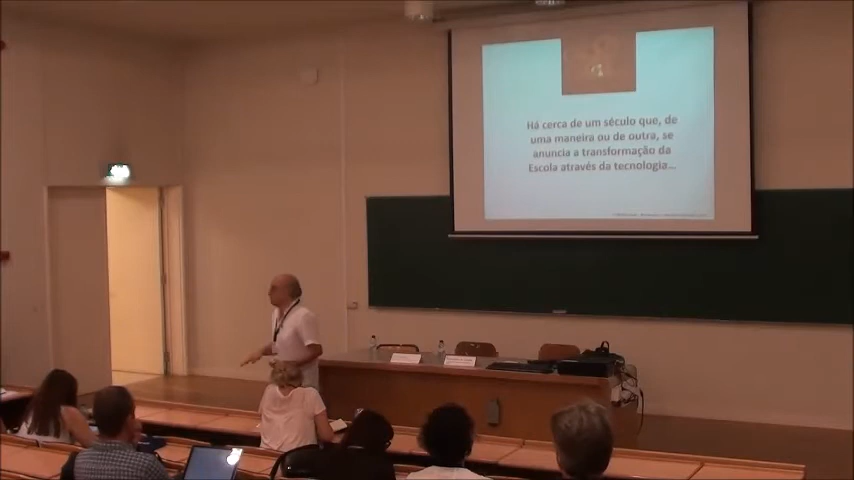 Há cerca de um século que, de
uma maneira ou de outra, se
anuncia a transformação da
Escola através da tecnologia...